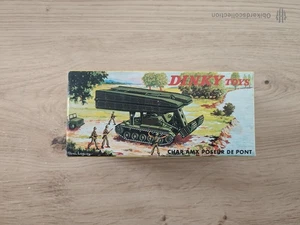 DINKY TOYS
CHAR AMX POSEUR DE PONT